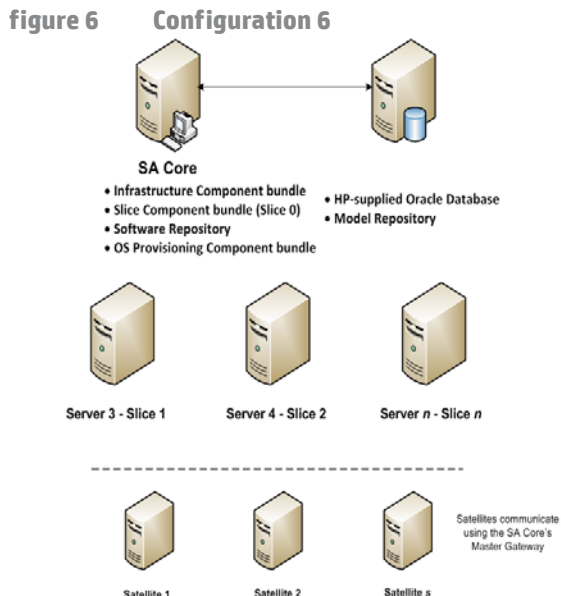 figure 6 Configuration 6
SA Core
• Infrastructure Component bundle
• Slice Component bundle (Slice 0)
• Software Repository
• OS Provisioning Component bundle
• HP-supplied Oracle Database
• Model Repository
Server 3 - Slice 1
Server 4 - Slice 2
Server n - Slice n
Satellites communicate
using the SA Core's
Master Gateway
Satellite 1
Satellite 2
Satellite s